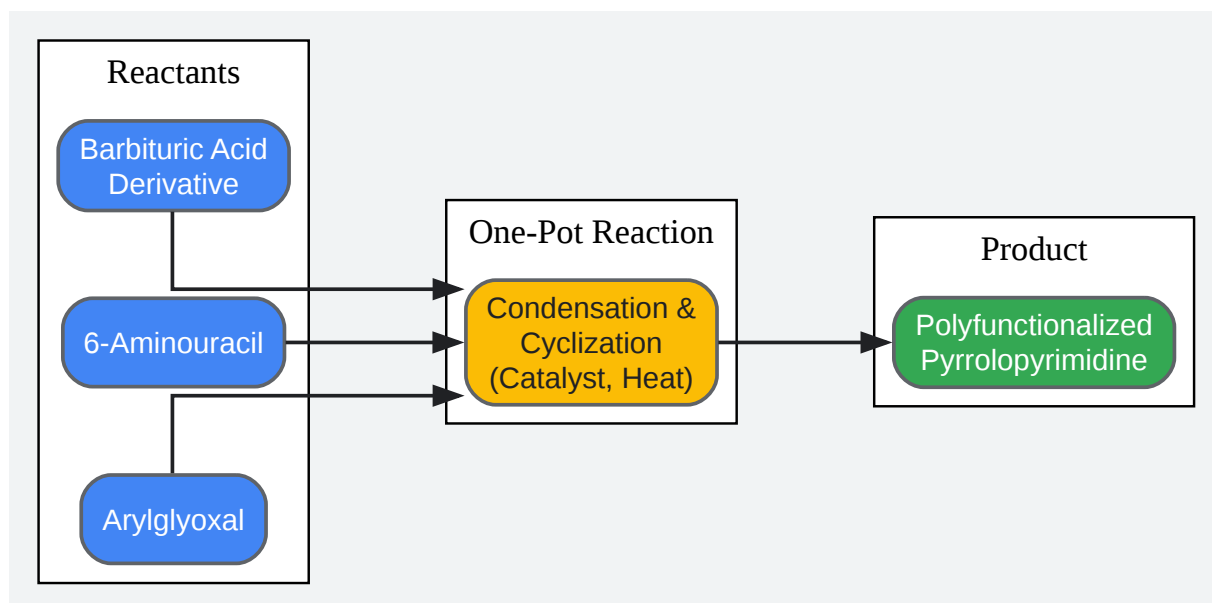 Reactants
Barbituric Acid
Derivative
6-Aminouracil
Arylglyoxal
One-Pot Reaction
Condensation &
Cyclization
(Catalyst, Heat)
Product
Polyfunctionalized
Pyrrolopyrimidine